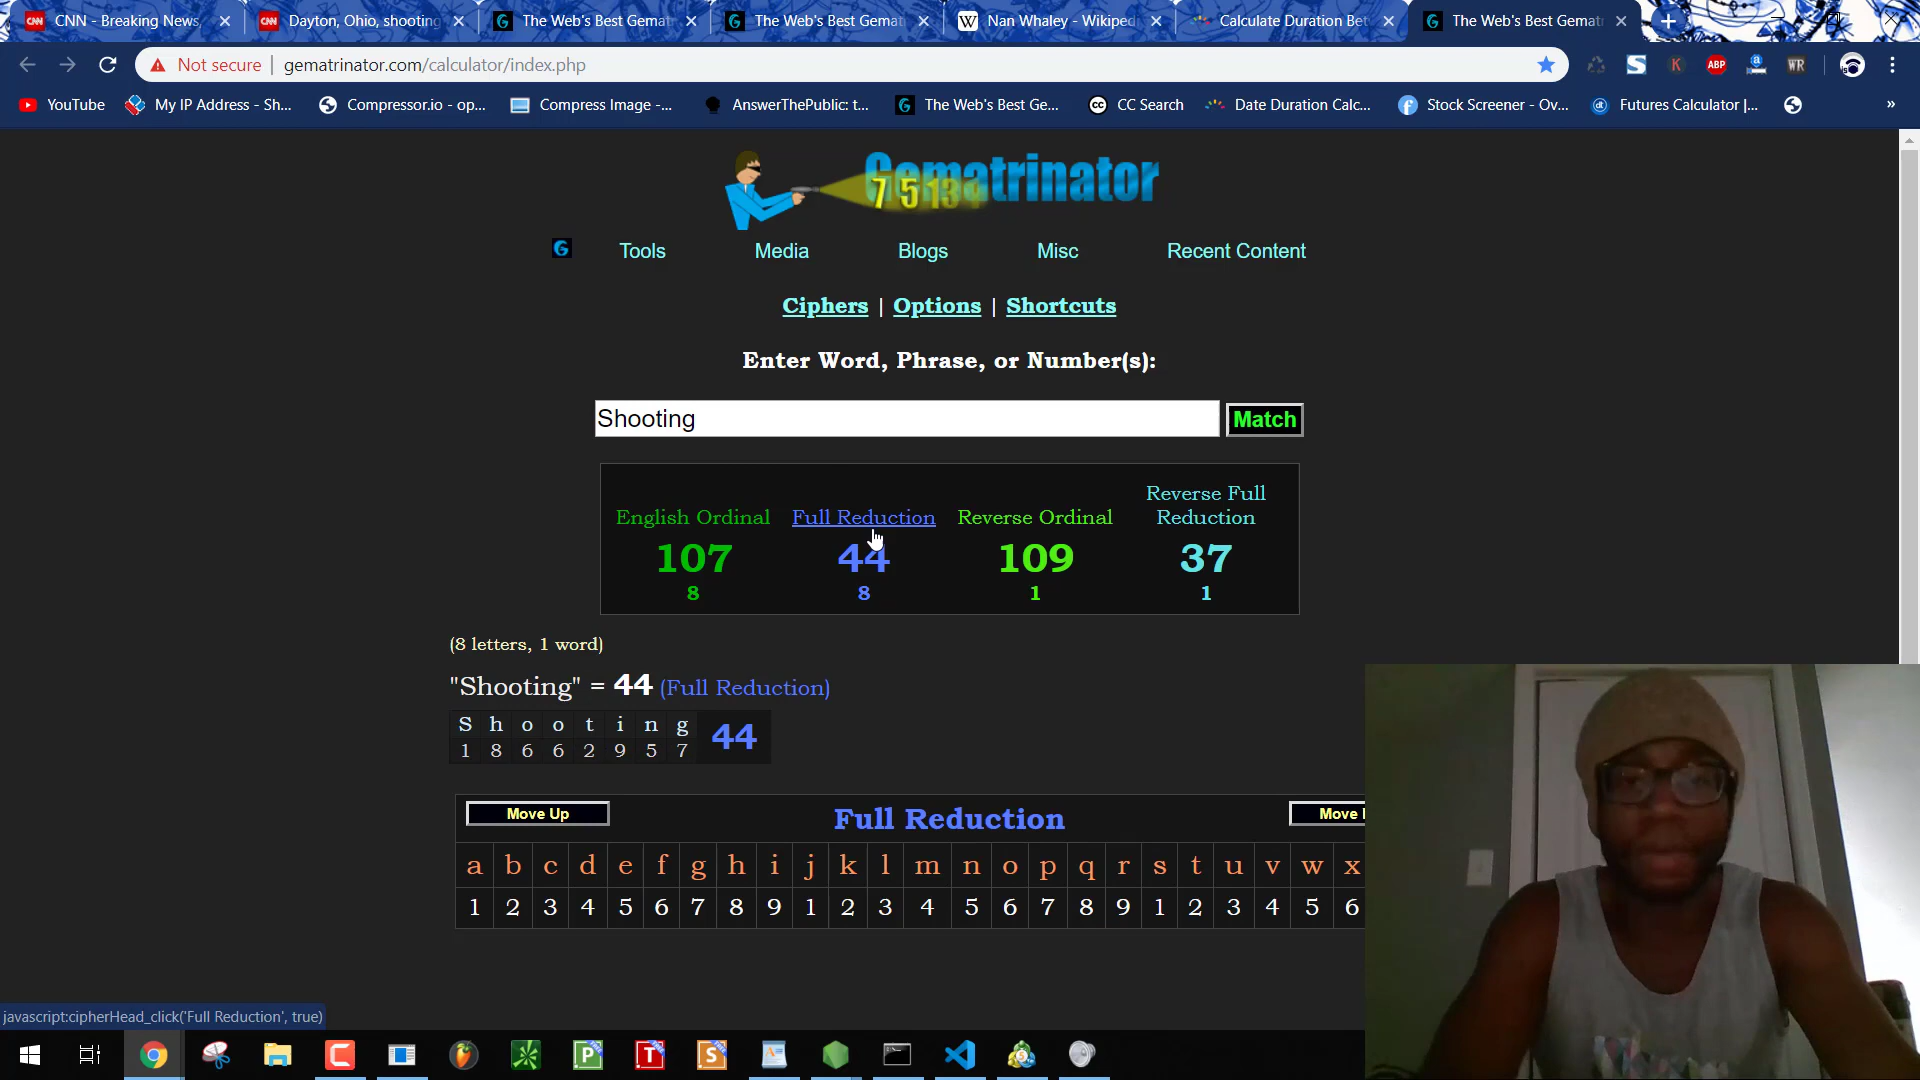 CNN - Breaking News,
Dayton, Ohio, shooting
The Web's Best Gemat
The Web's Best Gemat
Nan Whaley - Wikiped
Calculate Duration Bet
The Web's Best Gemat
Not secure | gematrinator.com/calculator/index.php
YouTube
My IP Address - Sh...
Compressor.io - op...
Compress Image -...
AnswerThePublic: t...
The Web's Best Ge...
CC Search
Date Duration Calc...
Stock Screener - Ov...
Futures Calculator |...
»
Gematrinator
7 5 13
Tools Media Blogs Misc Recent Content
Ciphers | Options | Shortcuts
Enter Word, Phrase, or Number(s):
Shooting
Match
English Ordinal Full Reduction Reverse Ordinal Reverse Full Reduction
107 44 109 37
8 8 1 1
(8 letters, 1 word)
"Shooting" = 44 (Full Reduction)
S h o o t i n g 44
1 8 6 6 2 9 5 7
Move Up Full Reduction Move
a b c d e f g h i j k l m n o p q r s t u v w x
1 2 3 4 5 6 7 8 9 1 2 3 4 5 6 7 8 9 1 2 3 4 5 6
javascript:cipherHead_click('Full Reduction', true)